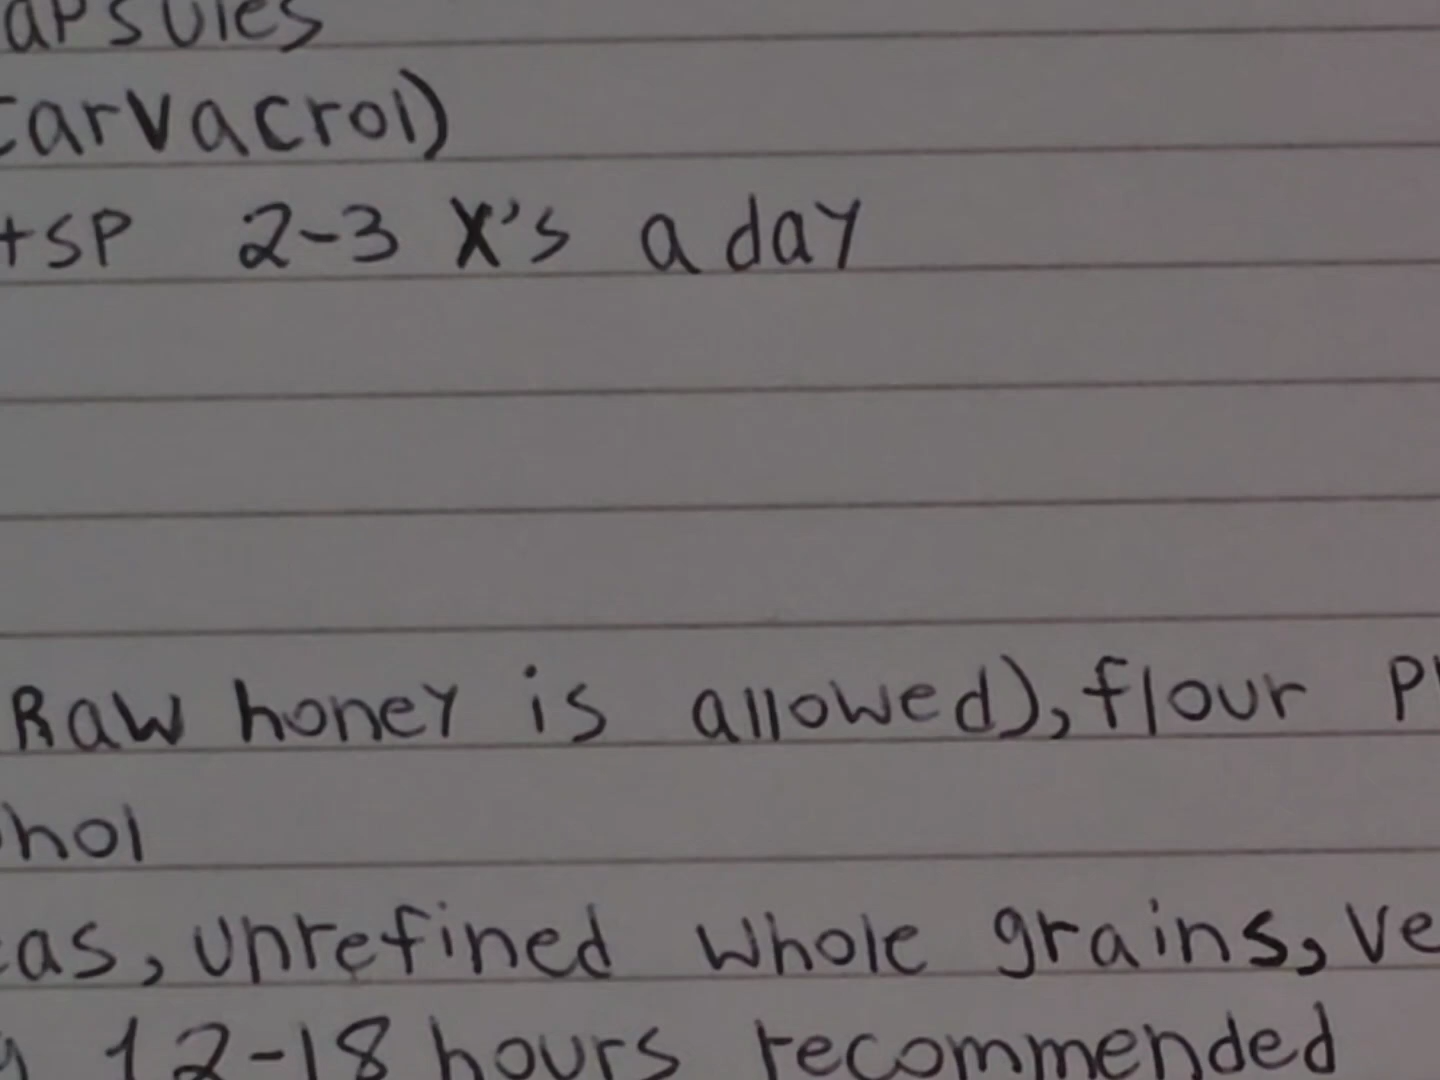 apsules
carvacrol)
tsp 2-3 X's a day
Raw honey is allowed), flour
hol
as, unrefined whole grains, ve
12-18 hours recommended